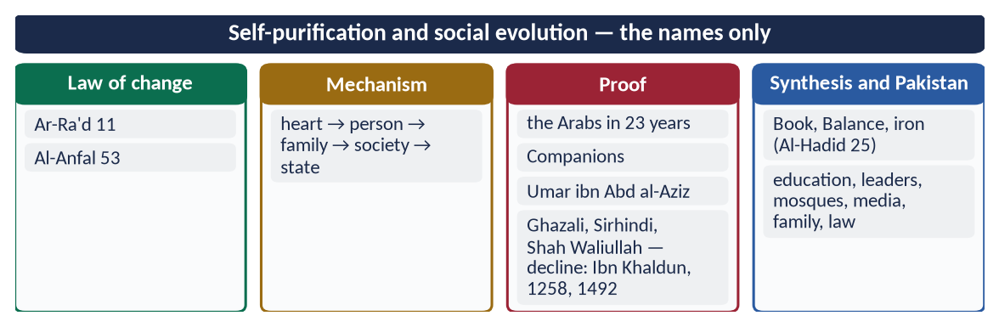 Self-purification and social evolution — the names only
Law of change
Ar-Ra'd 11
Al-Anfal 53
Mechanism
heart → person →
family → society →
state
Proof
the Arabs in 23 years
Companions
Umar ibn Abd al-Aziz
Ghazali, Sirhindi,
Shah Waliullah —
decline: Ibn Khaldun,
1258, 1492
Synthesis and Pakistan
Book, Balance, iron
(Al-Hadid 25)
education, leaders,
mosques, media,
family, law